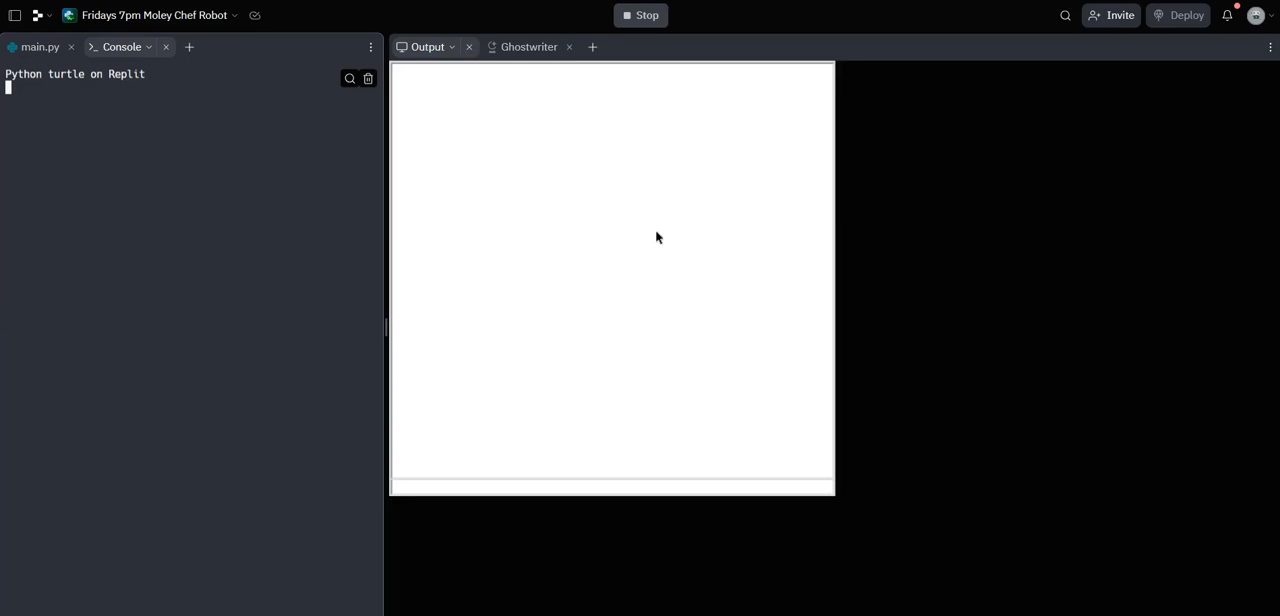 Fridays 7pm Moley Chef Robot
Stop
Invite
Deploy
main.py
>_ Console
Output
Ghostwriter
Python turtle on Replit